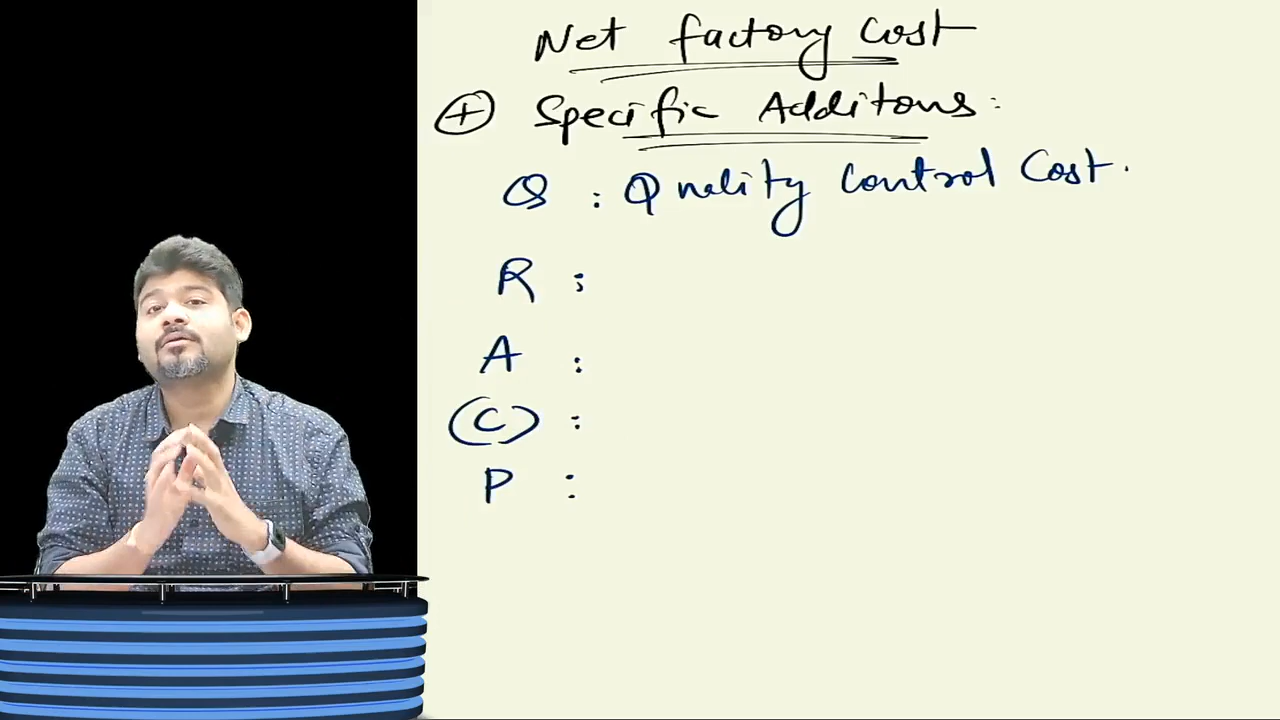 Net factory Cost
+ Specific Additons:
Q : Quality Control Cost.
R :
A :
(C) :
P :